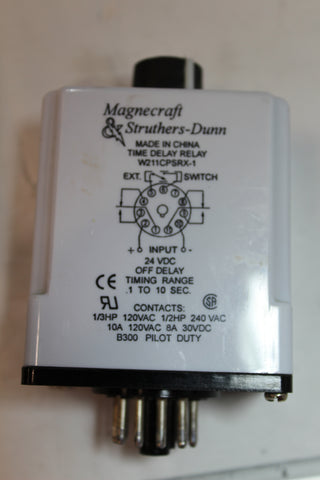 Magnecraft
& Struthers-Dunn
MADE IN CHINA
TIME DELAY RELAY
W211CPSRX-1
EXT. SWITCH
+ INPUT -
24 VDC
OFF DELAY
CE TIMING RANGE
.1 TO 10 SEC.
CONTACTS:
1/3HP 120VAC 1/2HP 240 VAC
10A 120VAC 8A 30VDC
B300 PILOT DUTY